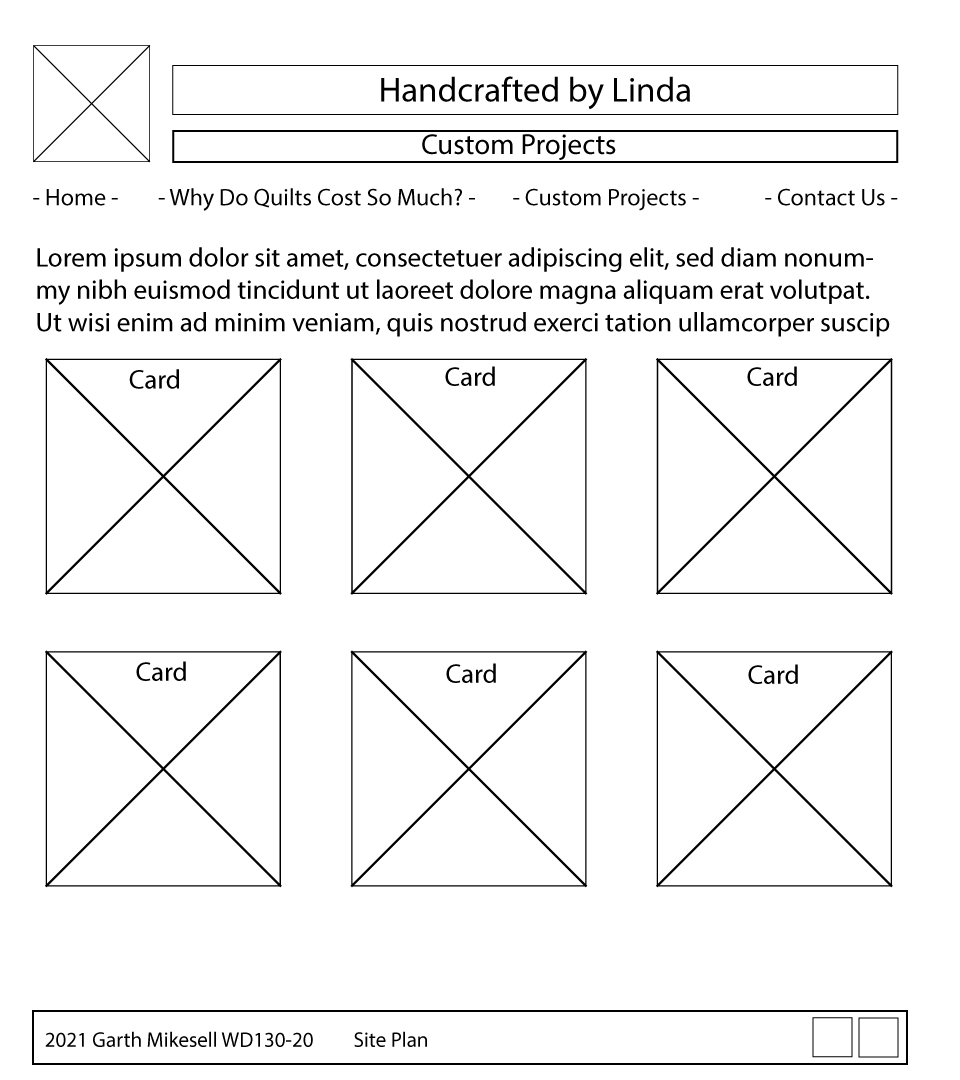 Handcrafted by Linda
Custom Projects
- Home - - Why Do Quilts Cost So Much? - - Custom Projects - - Contact Us -
Lorem ipsum dolor sit amet, consectetuer adipiscing elit, sed diam nonum-
my nibh euismod tincidunt ut laoreet dolore magna aliquam erat volutpat.
Ut wisi enim ad minim veniam, quis nostrud exerci tation ullamcorper suscip
Card Card Card
Card Card Card
2021 Garth Mikesell WD130-20 Site Plan